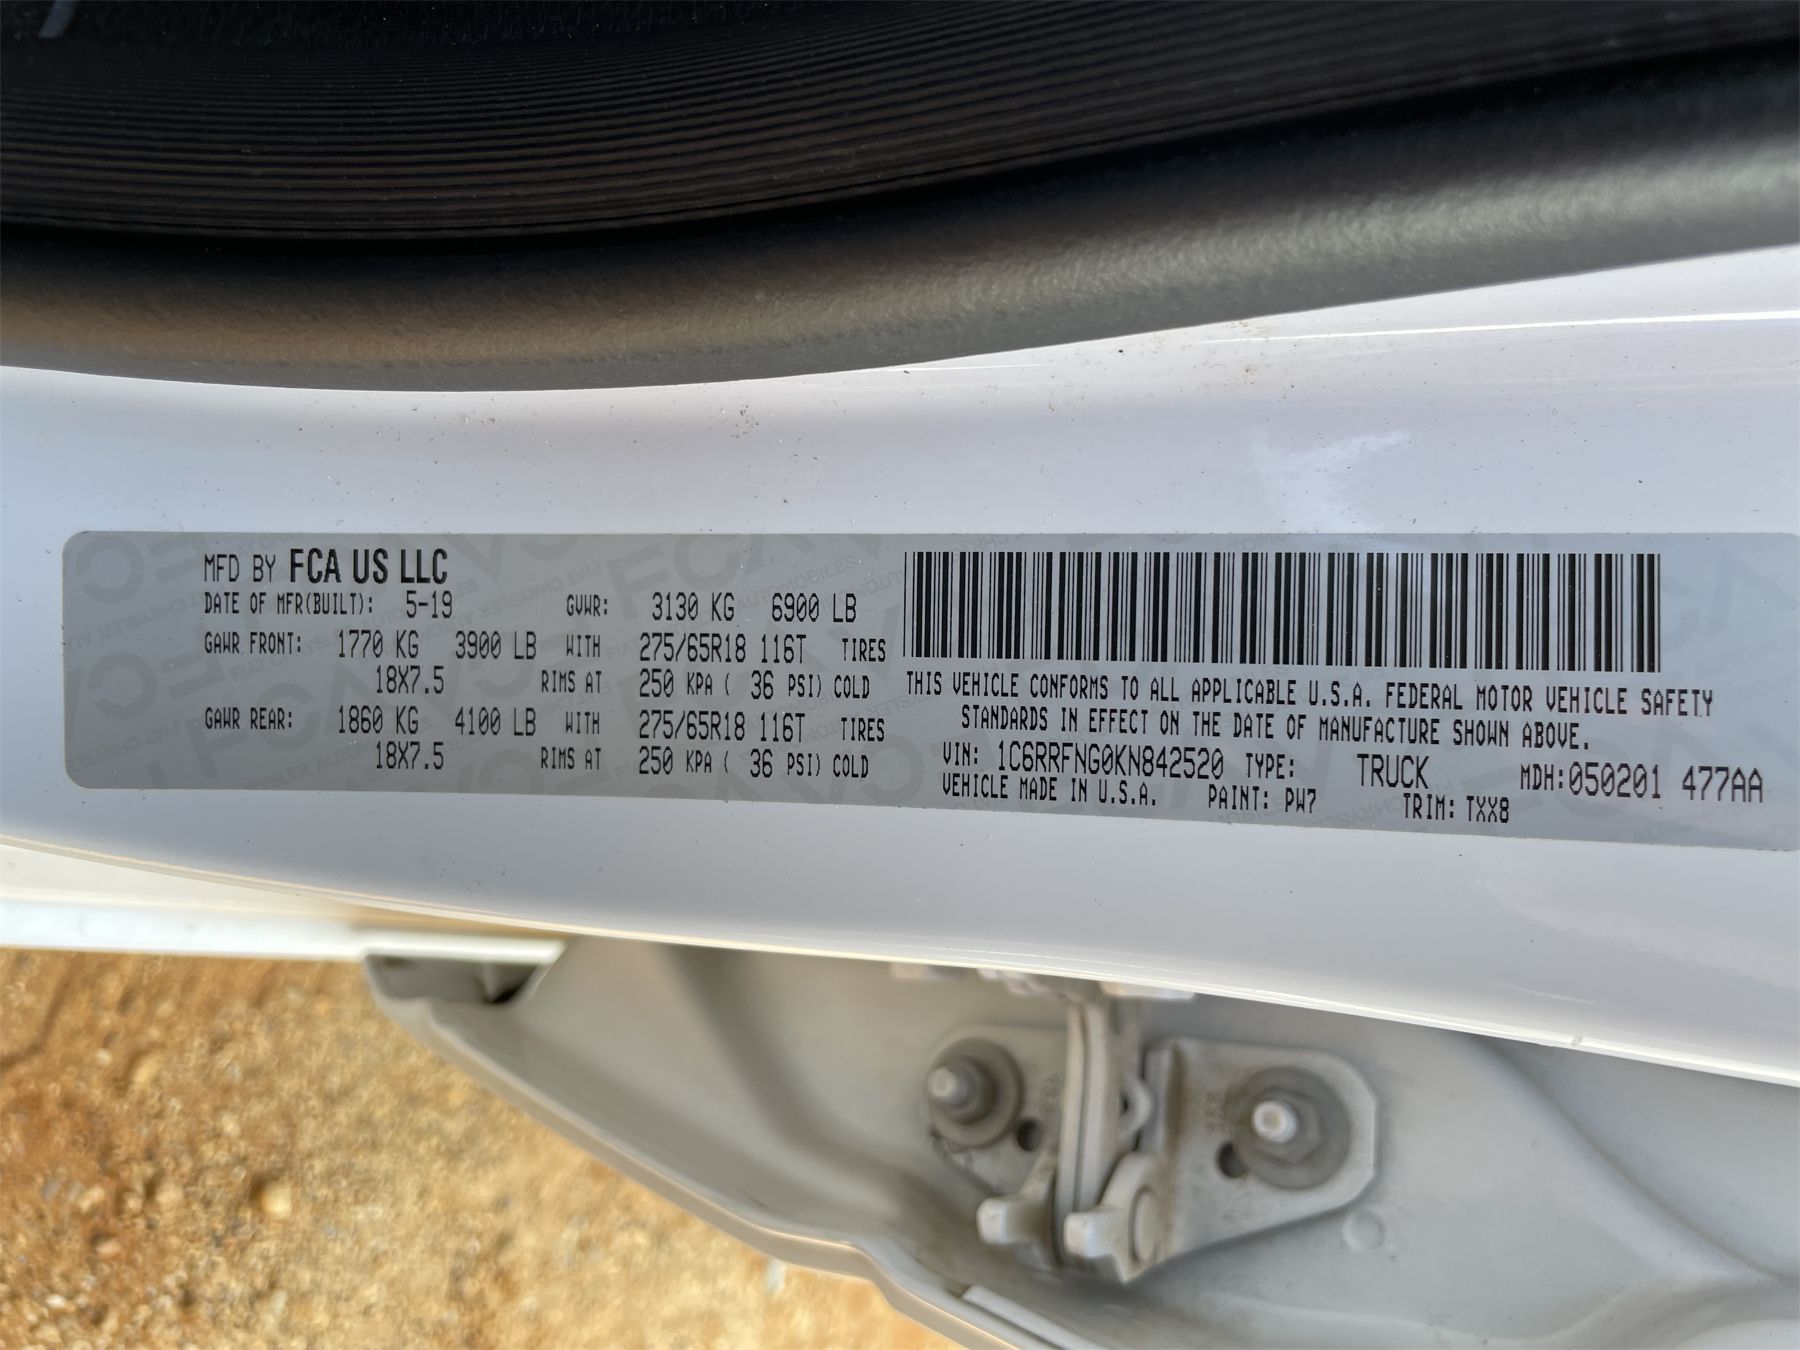 MFD BY FCA US LLC
DATE OF MFR(BUILT): 5-19 GVWR: 3130 KG 6900 LB
GAWR FRONT: 1770 KG 3900 LB WITH 275/65R18 116T TIRES
18X7.5 RIMS AT 250 KPA ( 36 PSI) COLD
GAWR REAR: 1860 KG 4100 LB WITH 275/65R18 116T TIRES
18X7.5 RIMS AT 250 KPA ( 36 PSI) COLD
THIS VEHICLE CONFORMS TO ALL APPLICABLE U.S.A. FEDERAL MOTOR VEHICLE SAFETY
STANDARDS IN EFFECT ON THE DATE OF MANUFACTURE SHOWN ABOVE.
VIN: 1C6RRFNG0KN842520 TYPE: TRUCK MDH:050201 477AA
VEHICLE MADE IN U.S.A. PAINT: PW7 TRIM: TXX8